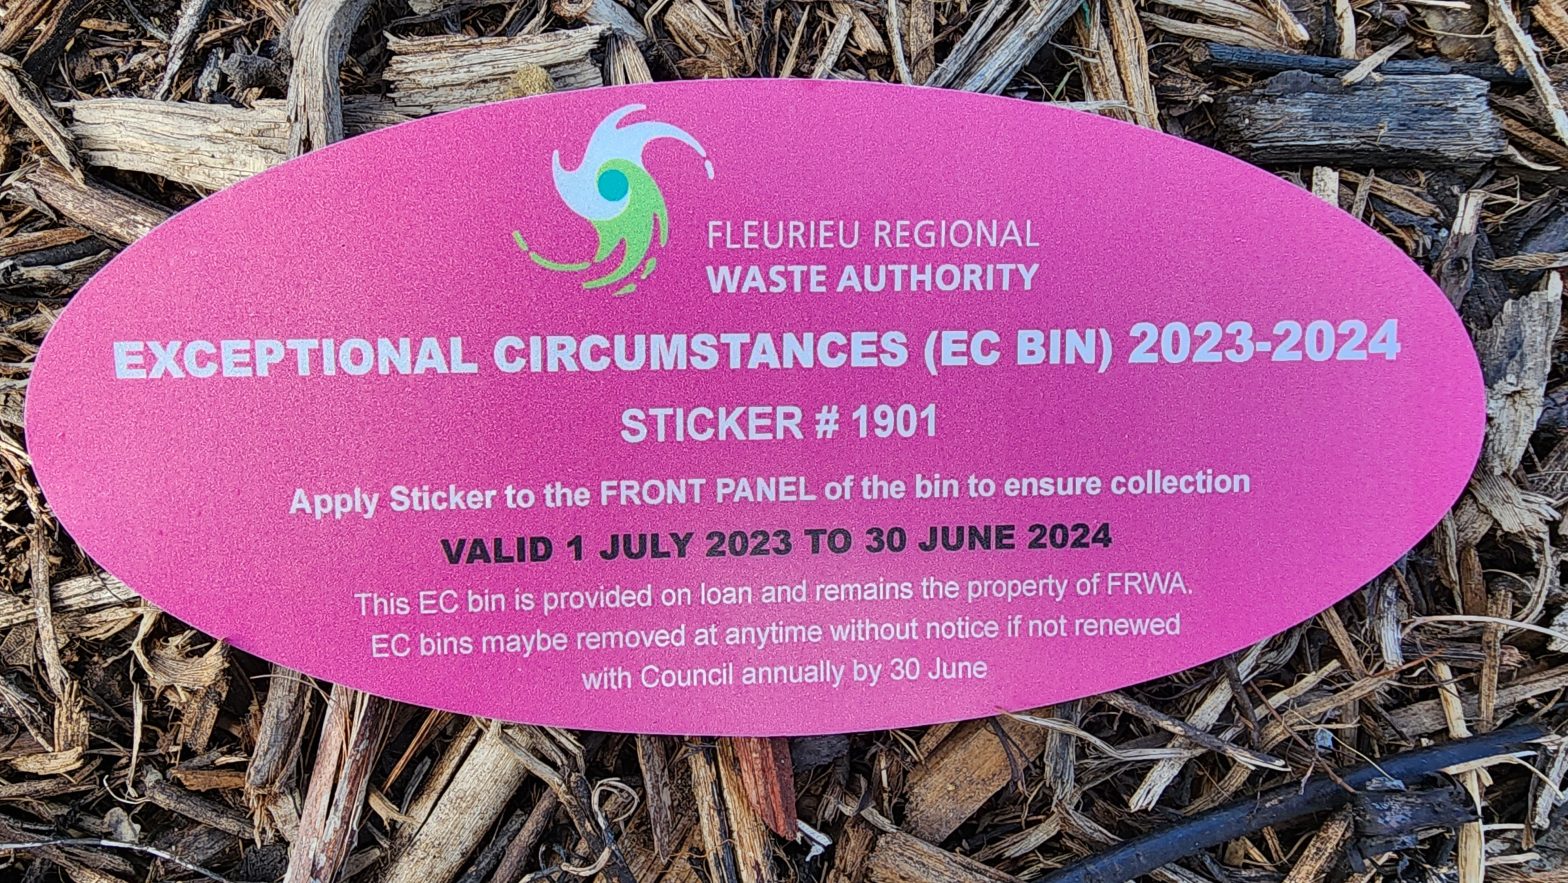 FLEURIEU REGIONAL
WASTE AUTHORITY
EXCEPTIONAL CIRCUMSTANCES (EC BIN) 2023-2024
STICKER # 1901
Apply Sticker to the FRONT PANEL of the bin to ensure collection
VALID 1 JULY 2023 TO 30 JUNE 2024
This EC bin is provided on loan and remains the property of FRWA.
EC bins maybe removed at anytime without notice if not renewed
with Council annually by 30 June